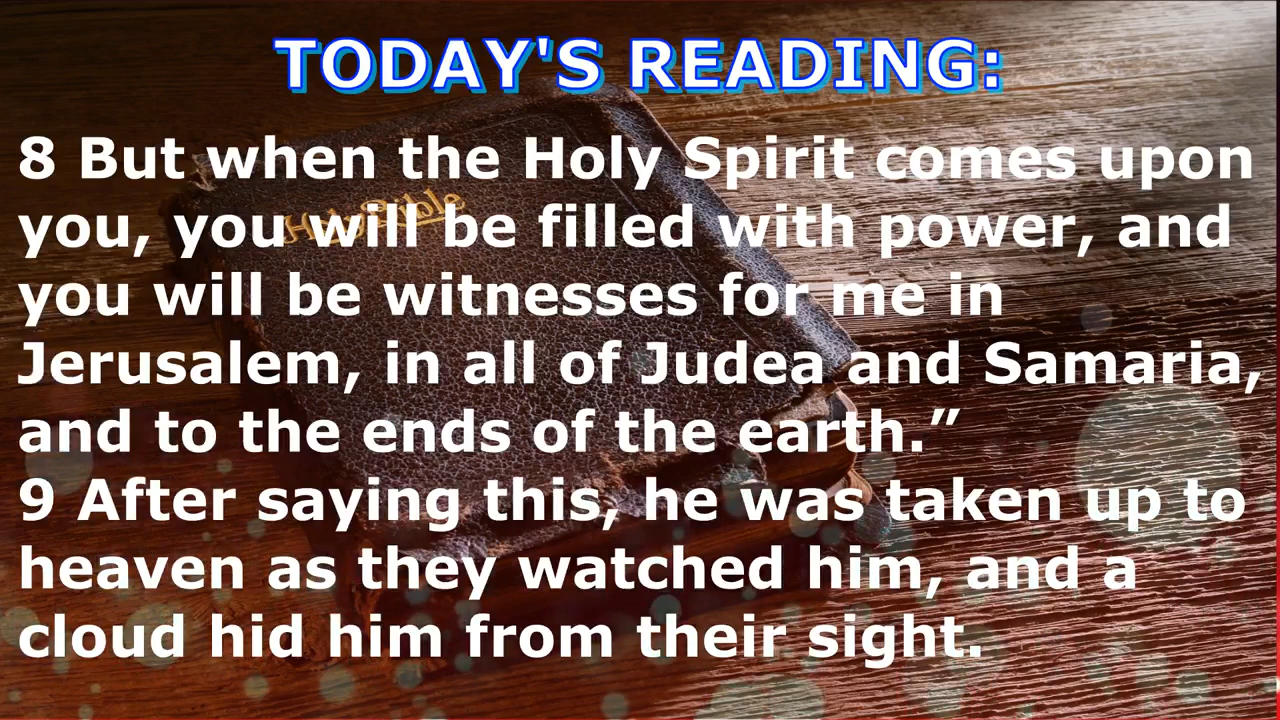 TODAY'S READING:
8 But when the Holy Spirit comes upon
you, you will be filled with power, and
you will be witnesses for me in
Jerusalem, in all of Judea and Samaria,
and to the ends of the earth.”
9 After saying this, he was taken up to
heaven as they watched him, and a
cloud hid him from their sight.
Holy Bible